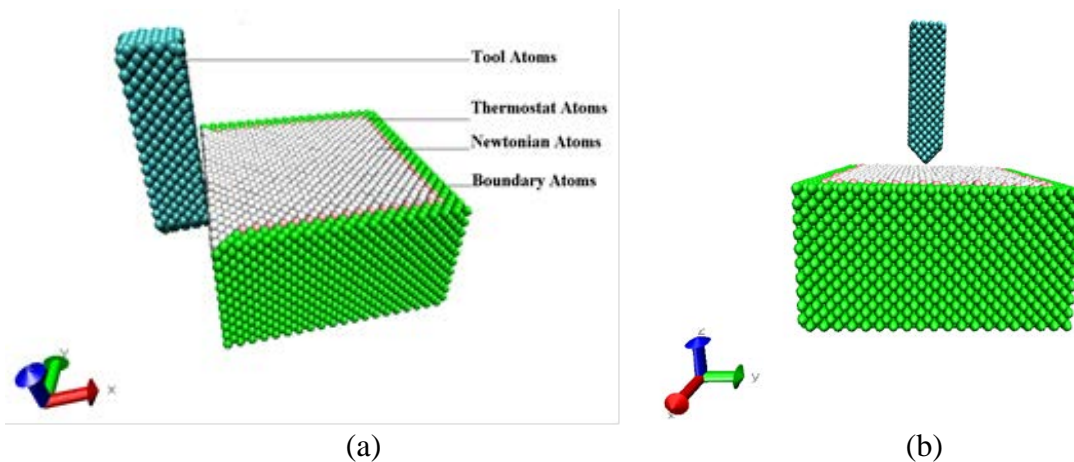 Tool Atoms
Thermostat Atoms
Newtonian Atoms
Boundary Atoms
y
x
z
y
x
(a)
(b)